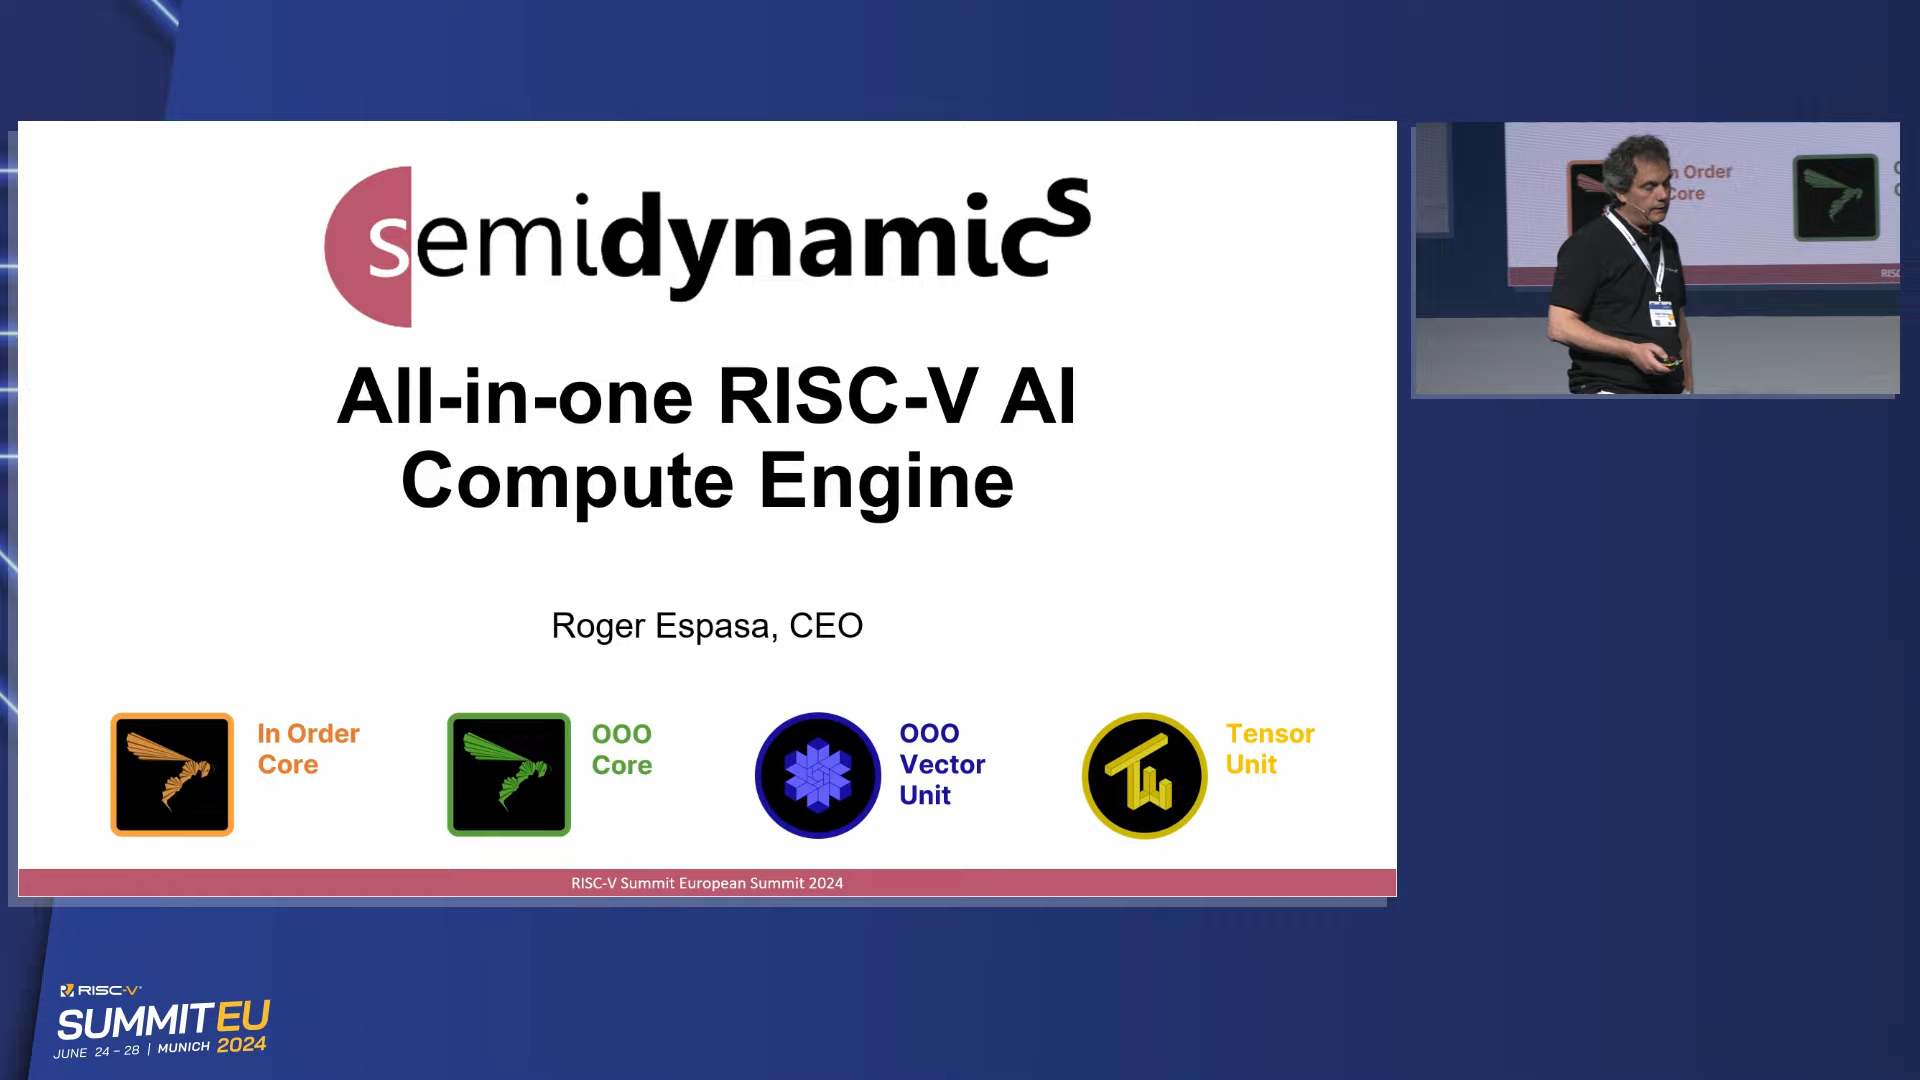 semidynamics
All-in-one RISC-V AI
Compute Engine
Roger Espasa, CEO
In Order
Core
OOO
Core
OOO
Vector
Unit
Tensor
Unit
RISC-V Summit European Summit 2024
n Order
Core
RISC
RISC-V
SUMMIT EU
JUNE 24 – 28 | MUNICH 2024